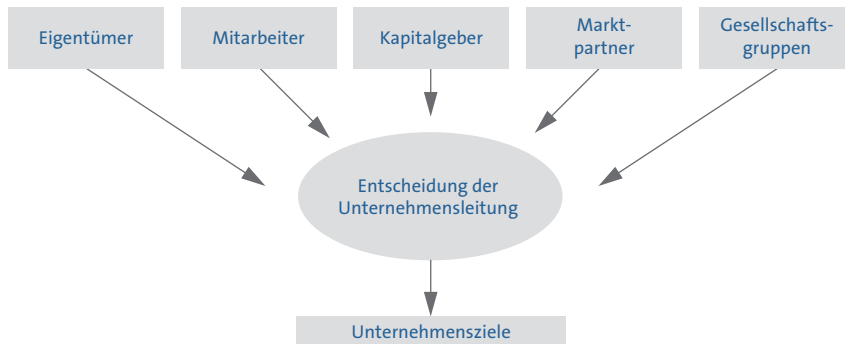 Eigentümer
Mitarbeiter
Kapitalgeber
Markt-
partner
Gesellschafts-
gruppen
Entscheidung der
Unternehmensleitung
Unternehmensziele